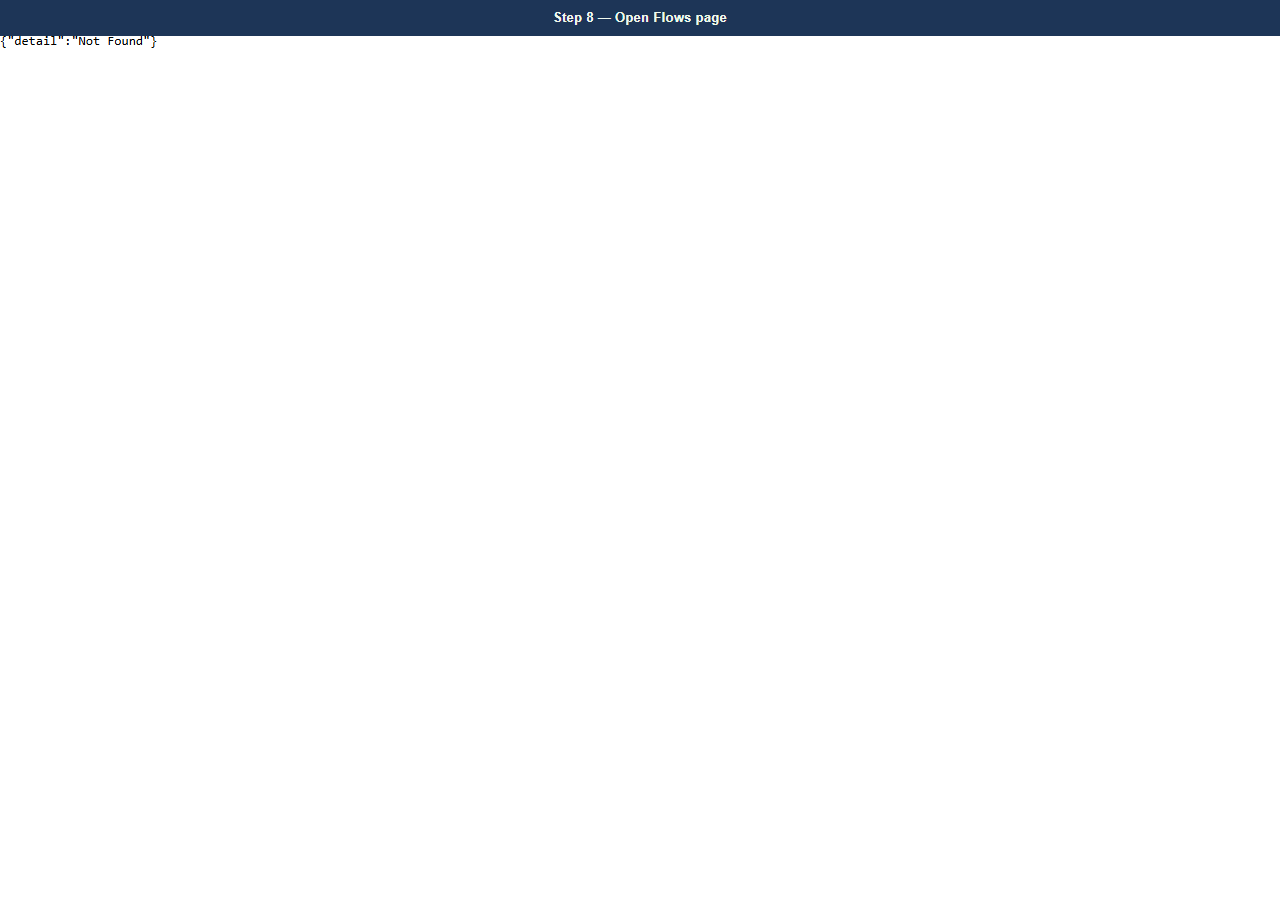 Step 8 — Open Flows page
{"detail":"Not Found"}